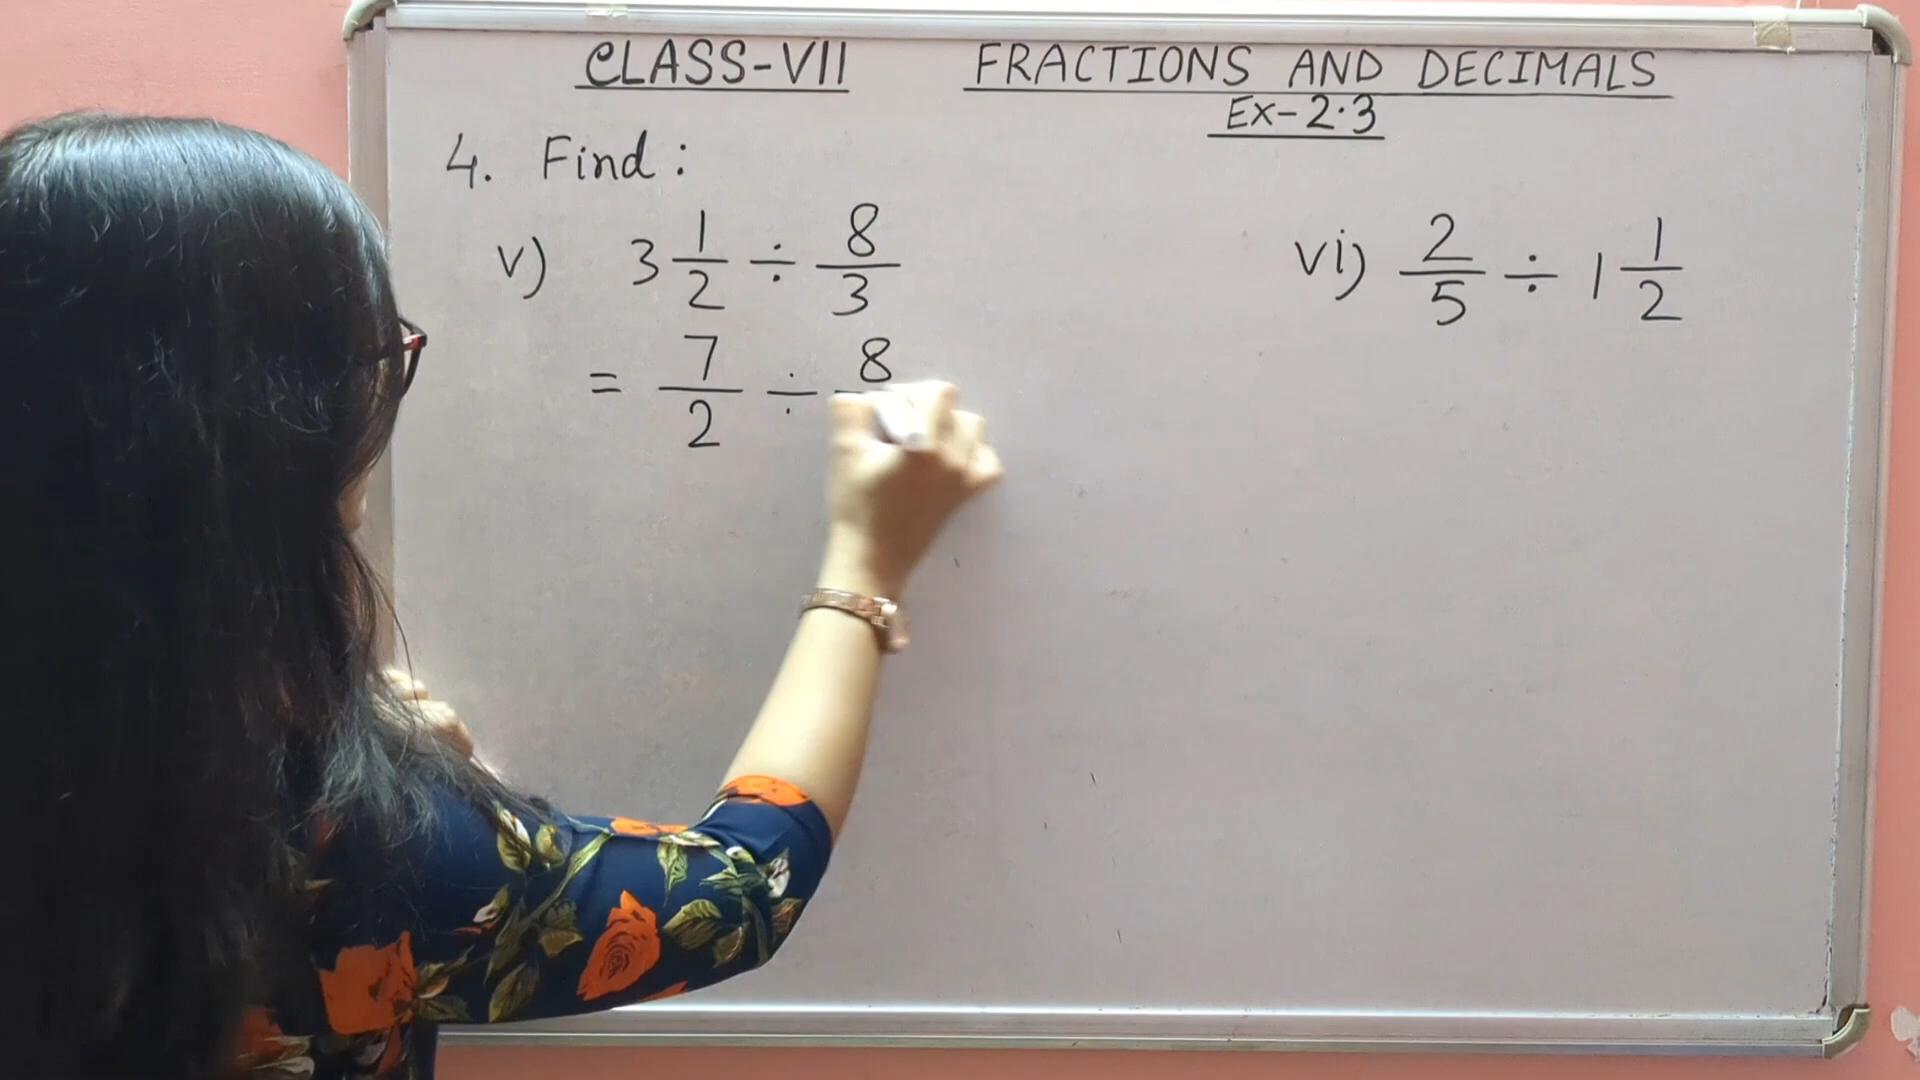 CLASS-VII FRACTIONS AND DECIMALS
Ex-2.3
4. Find:
v) 3 1/2 ÷ 8/3
vi) 2/5 ÷ 1 1/2
= 7/2 ÷ 8